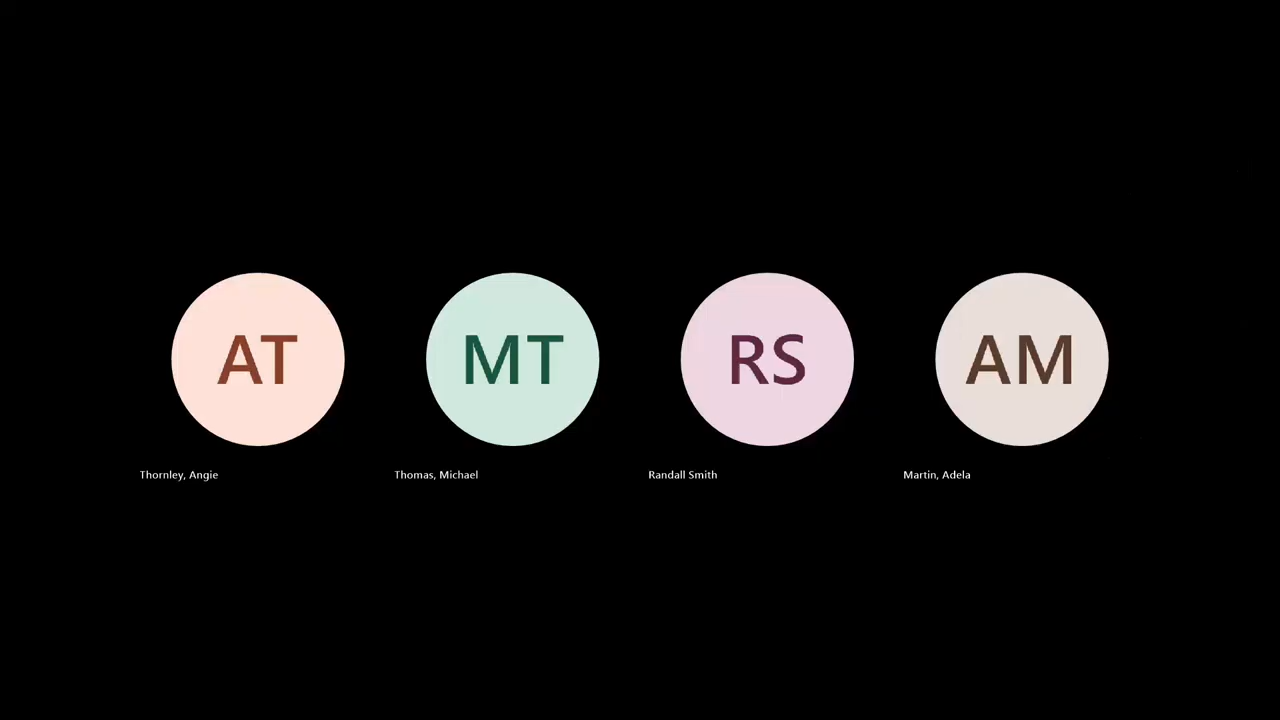 AT
MT
RS
AM
Thornley, Angie
Thomas, Michael
Randall Smith
Martin, Adela